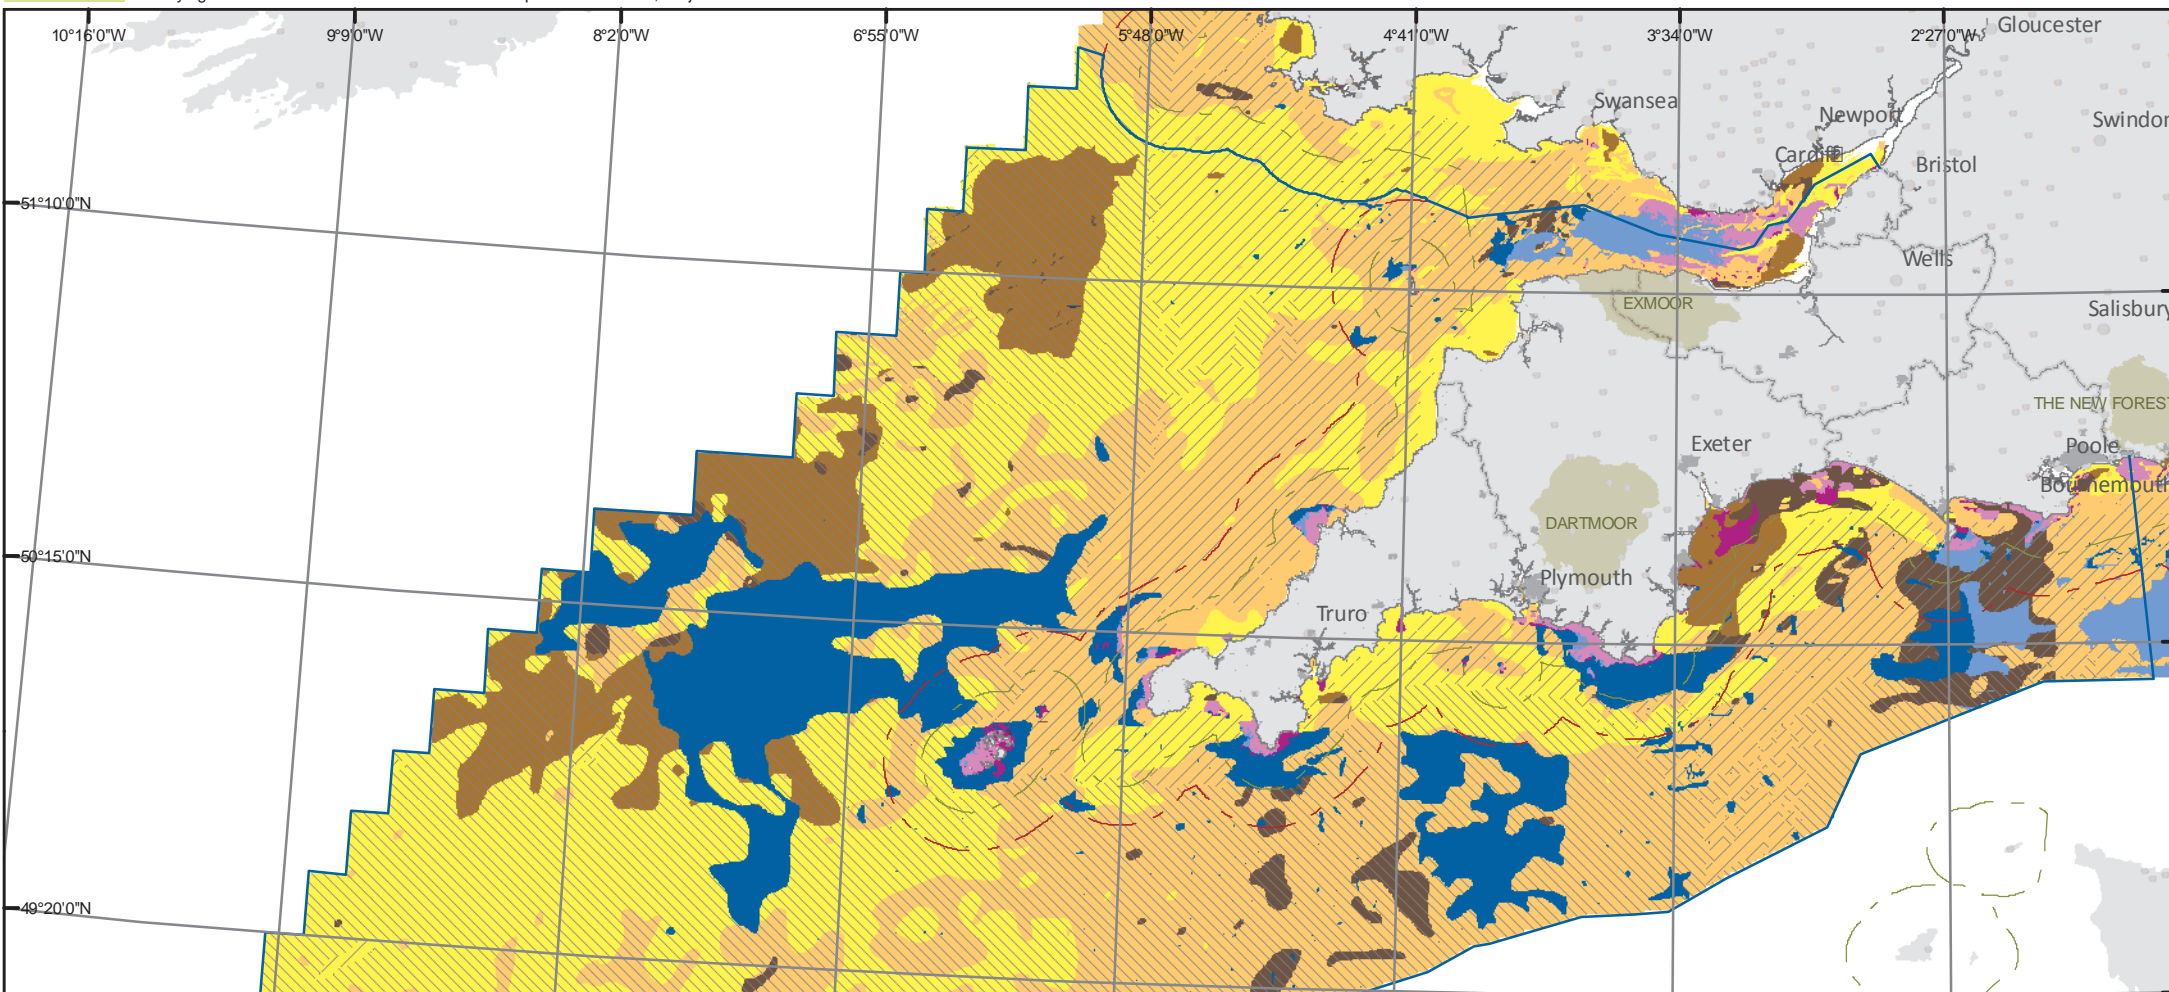 10°16'0"W
9°9'0"W
8°2'0"W
6°55'0"W
5°48'0"W
4°41'0"W
3°34'0"W
2°27'0"W
Gloucester
Swansea
Newport
Swindon
Cardiff
Bristol
51°10'0"N
Wells
EXMOOR
Salisbury
THE NEW FOREST
Exeter
Poole
Bournemouth
DARTMOOR
50°15'0"N
Plymouth
Truro
49°20'0"N